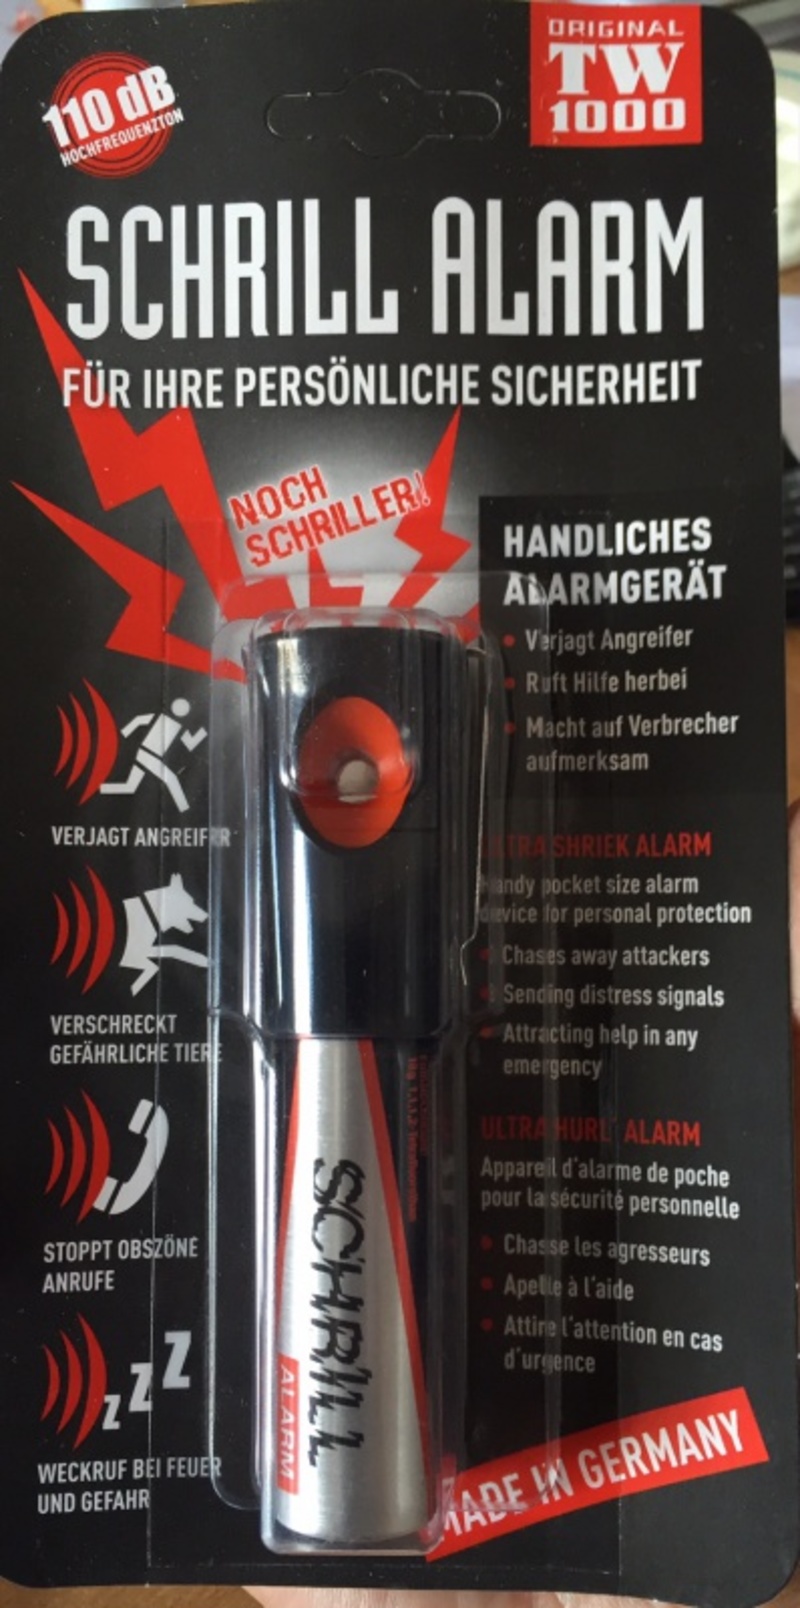 110 dB
HOCHFREQUENZTON
ORIGINAL
TW
1000
SCHRILL ALARM
FÜR IHRE PERSÖNLICHE SICHERHEIT
NOCH
SCHRILLER!
HANDLICHES
ALARMGERÄT
• Verjagt Angreifer
• Ruft Hilfe herbei
• Macht auf Verbrecher
aufmerksam
VERJAGT ANGREIFER
VERSCHRECKT
GEFÄHRLICHE TIERE
STOPPT OBSZÖNE
ANRUFE
WECKRUF BEI FEUER
UND GEFAHR
ULTRA SHRIEK ALARM
Handy pocket size alarm
device for personal protection
• Chases away attackers
• Sending distress signals
• Attracting help in any
emergency
ULTRA HURL' ALARM
Appareil d'alarme de poche
pour la sécurité personnelle
• Chasse les agresseurs
• Apelle à l'aide
• Attire l'attention en cas
d'urgence
SCHRILL
ALARM
MADE IN GERMANY